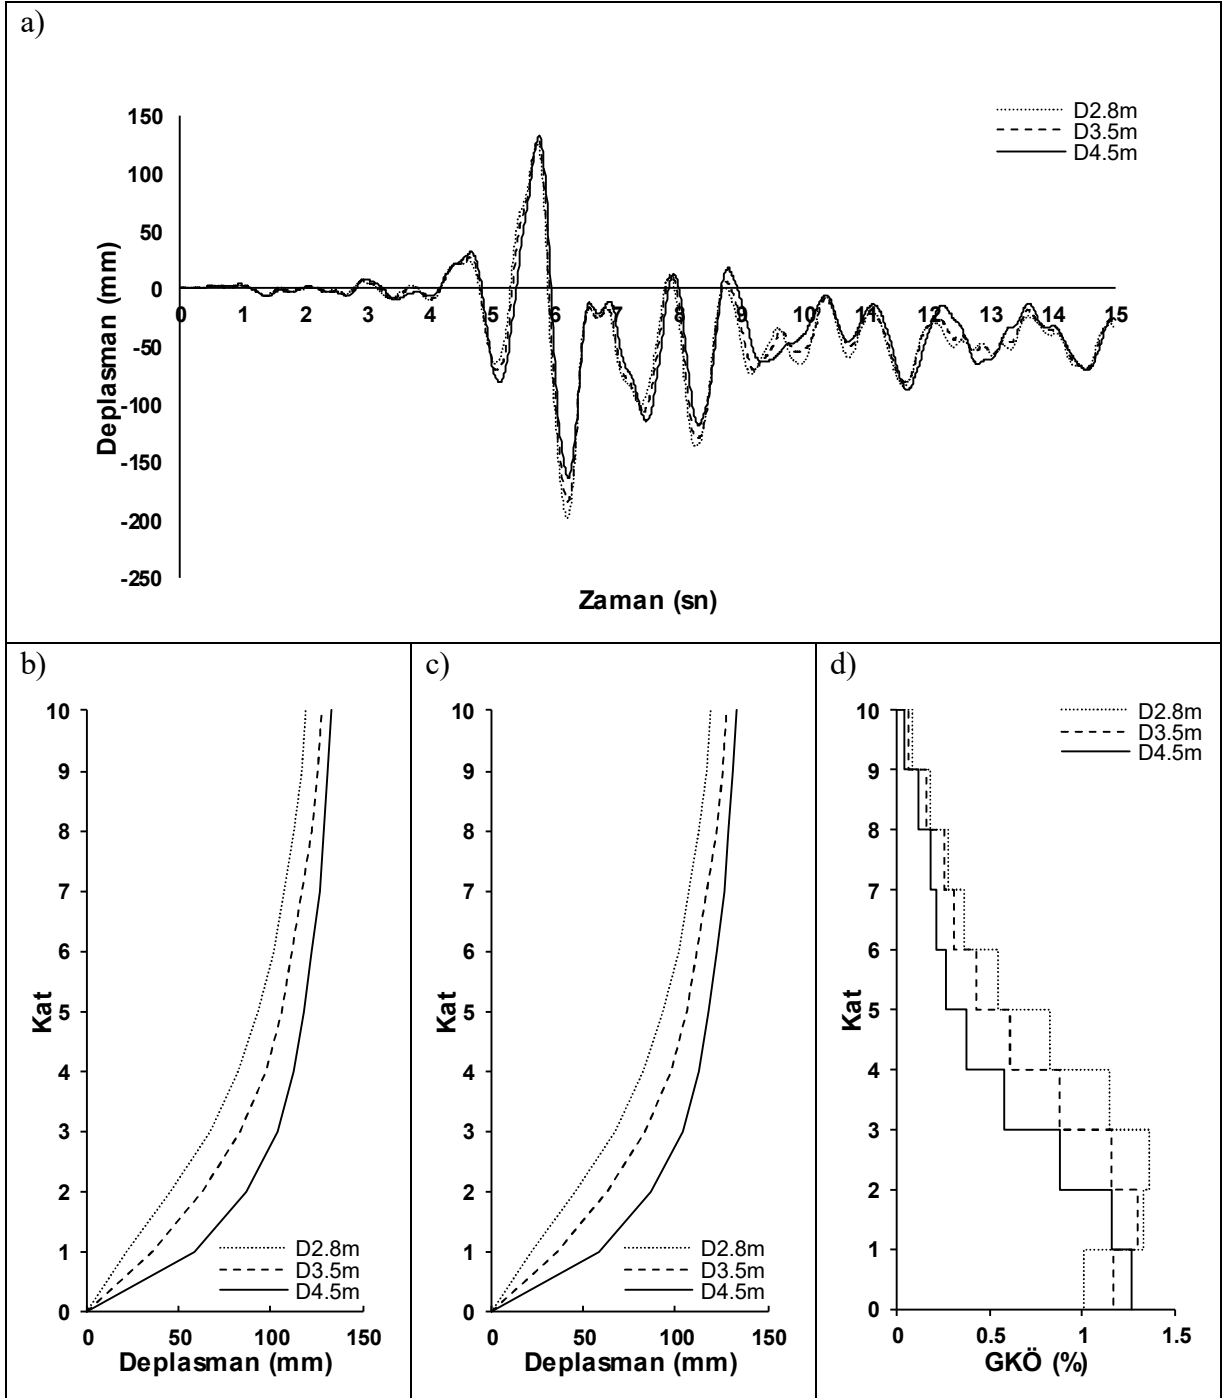 a)
150
100
50
0
-50
-100
-150
-200
-250
Deplasman (mm)
D2.8m
D3.5m
D4.5m
0 1 2 3 4 5 6 7 8 9 10 11 12 13 14 15
Zaman (sn)
b)
10
9
8
7
6
5
4
3
2
1
0
Kat
D2.8m
D3.5m
D4.5m
0 50 100 150
Deplasman (mm)
c)
10
9
8
7
6
5
4
3
2
1
0
Kat
D2.8m
D3.5m
D4.5m
0 50 100 150
Deplasman (mm)
d)
10
9
8
7
6
5
4
3
2
1
0
Kat
D2.8m
D3.5m
D4.5m
0 0.5 1 1.5
GKÖ (%)